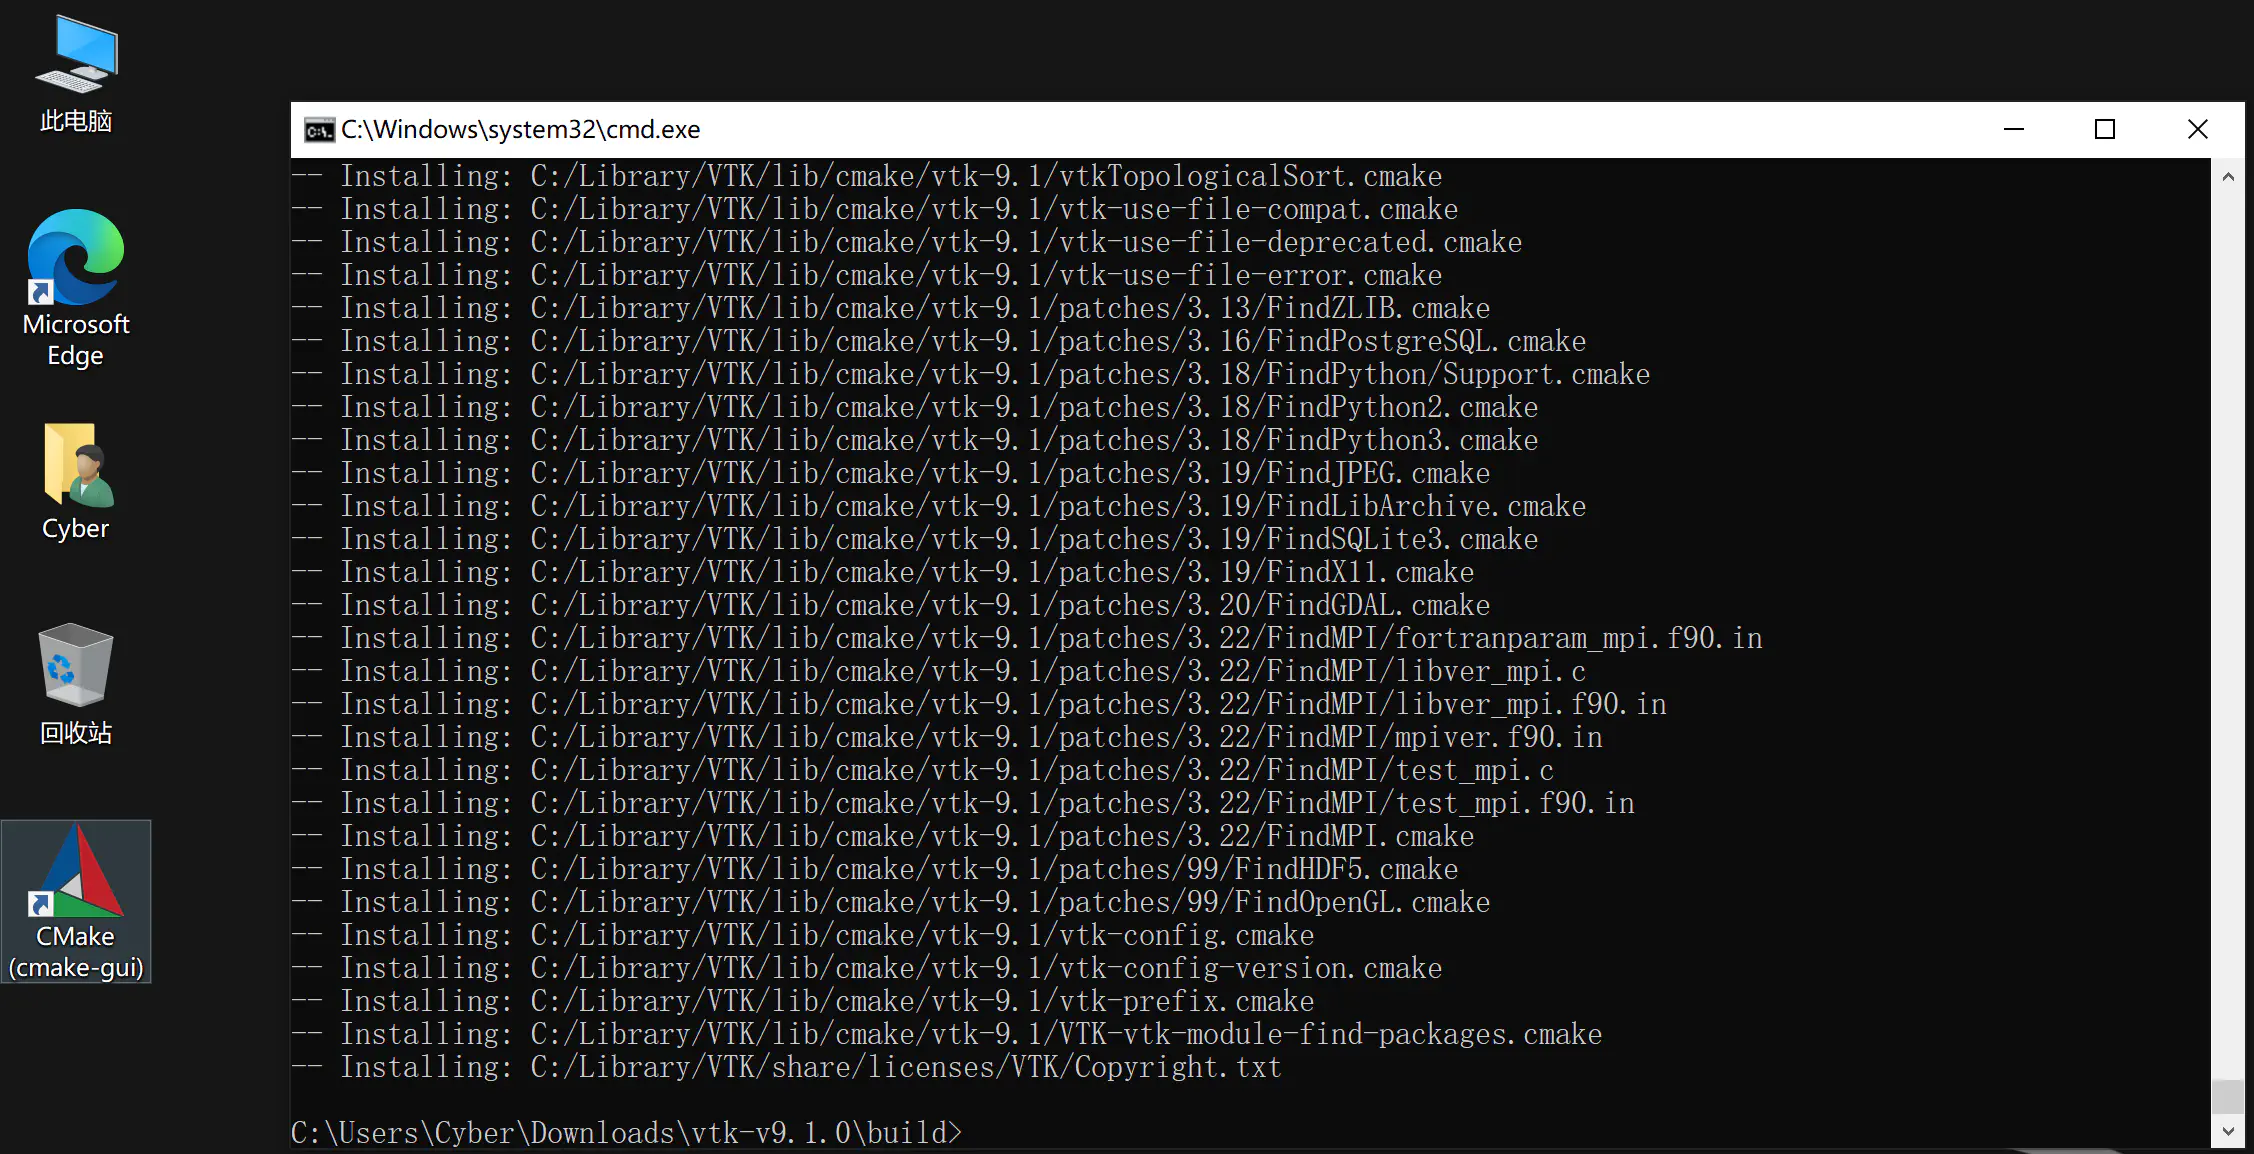 此电脑
Microsoft
Edge
Cyber
回收站
CMake
(cmake-gui)
C:\Windows\system32\cmd.exe
-- Installing: C:/Library/VTK/lib/cmake/vtk-9.1/vtkTopologicalSort.cmake
-- Installing: C:/Library/VTK/lib/cmake/vtk-9.1/vtk-use-file-compat.cmake
-- Installing: C:/Library/VTK/lib/cmake/vtk-9.1/vtk-use-file-deprecated.cmake
-- Installing: C:/Library/VTK/lib/cmake/vtk-9.1/vtk-use-file-error.cmake
-- Installing: C:/Library/VTK/lib/cmake/vtk-9.1/patches/3.13/FindZLIB.cmake
-- Installing: C:/Library/VTK/lib/cmake/vtk-9.1/patches/3.16/FindPostgreSQL.cmake
-- Installing: C:/Library/VTK/lib/cmake/vtk-9.1/patches/3.18/FindPython/Support.cmake
-- Installing: C:/Library/VTK/lib/cmake/vtk-9.1/patches/3.18/FindPython2.cmake
-- Installing: C:/Library/VTK/lib/cmake/vtk-9.1/patches/3.18/FindPython3.cmake
-- Installing: C:/Library/VTK/lib/cmake/vtk-9.1/patches/3.19/FindJPEG.cmake
-- Installing: C:/Library/VTK/lib/cmake/vtk-9.1/patches/3.19/FindLibArchive.cmake
-- Installing: C:/Library/VTK/lib/cmake/vtk-9.1/patches/3.19/FindSQLite3.cmake
-- Installing: C:/Library/VTK/lib/cmake/vtk-9.1/patches/3.19/FindX11.cmake
-- Installing: C:/Library/VTK/lib/cmake/vtk-9.1/patches/3.20/FindGDAL.cmake
-- Installing: C:/Library/VTK/lib/cmake/vtk-9.1/patches/3.22/FindMPI/fortranparam_mpi.f90.in
-- Installing: C:/Library/VTK/lib/cmake/vtk-9.1/patches/3.22/FindMPI/libver_mpi.c
-- Installing: C:/Library/VTK/lib/cmake/vtk-9.1/patches/3.22/FindMPI/libver_mpi.f90.in
-- Installing: C:/Library/VTK/lib/cmake/vtk-9.1/patches/3.22/FindMPI/mpiver.f90.in
-- Installing: C:/Library/VTK/lib/cmake/vtk-9.1/patches/3.22/FindMPI/test_mpi.c
-- Installing: C:/Library/VTK/lib/cmake/vtk-9.1/patches/3.22/FindMPI/test_mpi.f90.in
-- Installing: C:/Library/VTK/lib/cmake/vtk-9.1/patches/3.22/FindMPI.cmake
-- Installing: C:/Library/VTK/lib/cmake/vtk-9.1/patches/99/FindHDF5.cmake
-- Installing: C:/Library/VTK/lib/cmake/vtk-9.1/patches/99/FindOpenGL.cmake
-- Installing: C:/Library/VTK/lib/cmake/vtk-9.1/vtk-config.cmake
-- Installing: C:/Library/VTK/lib/cmake/vtk-9.1/vtk-config-version.cmake
-- Installing: C:/Library/VTK/lib/cmake/vtk-9.1/vtk-prefix.cmake
-- Installing: C:/Library/VTK/lib/cmake/vtk-9.1/VTK-vtk-module-find-packages.cmake
-- Installing: C:/Library/VTK/share/licenses/VTK/Copyright.txt
C:\Users\Cyber\Downloads\vtk-v9.1.0\build>